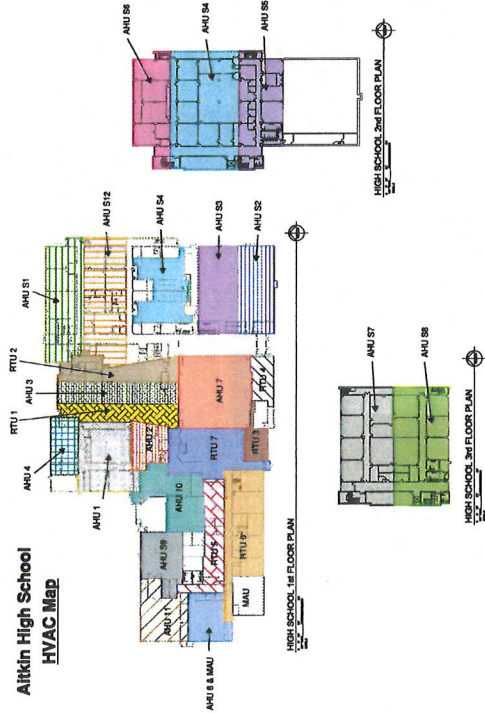 Aitkin High School
HVAC Map
AHU 4
RTU 1
AHU 3
RTU 2
AHU S1
AHU S12
AHU S4
AHU S3
AHU S2
AHU 1
AHU 2
AHU 7
RTU 4
RTU 3
RTU 7
AHU 10
AHU S9
RTU 5
RTU 6
AHU 11
MAU
AHU 6 & MAU
HIGH SCHOOL 1st FLOOR PLAN
AHU S6
AHU S4
AHU S5
HIGH SCHOOL 2nd FLOOR PLAN
AHU S7
AHU S8
HIGH SCHOOL 3rd FLOOR PLAN